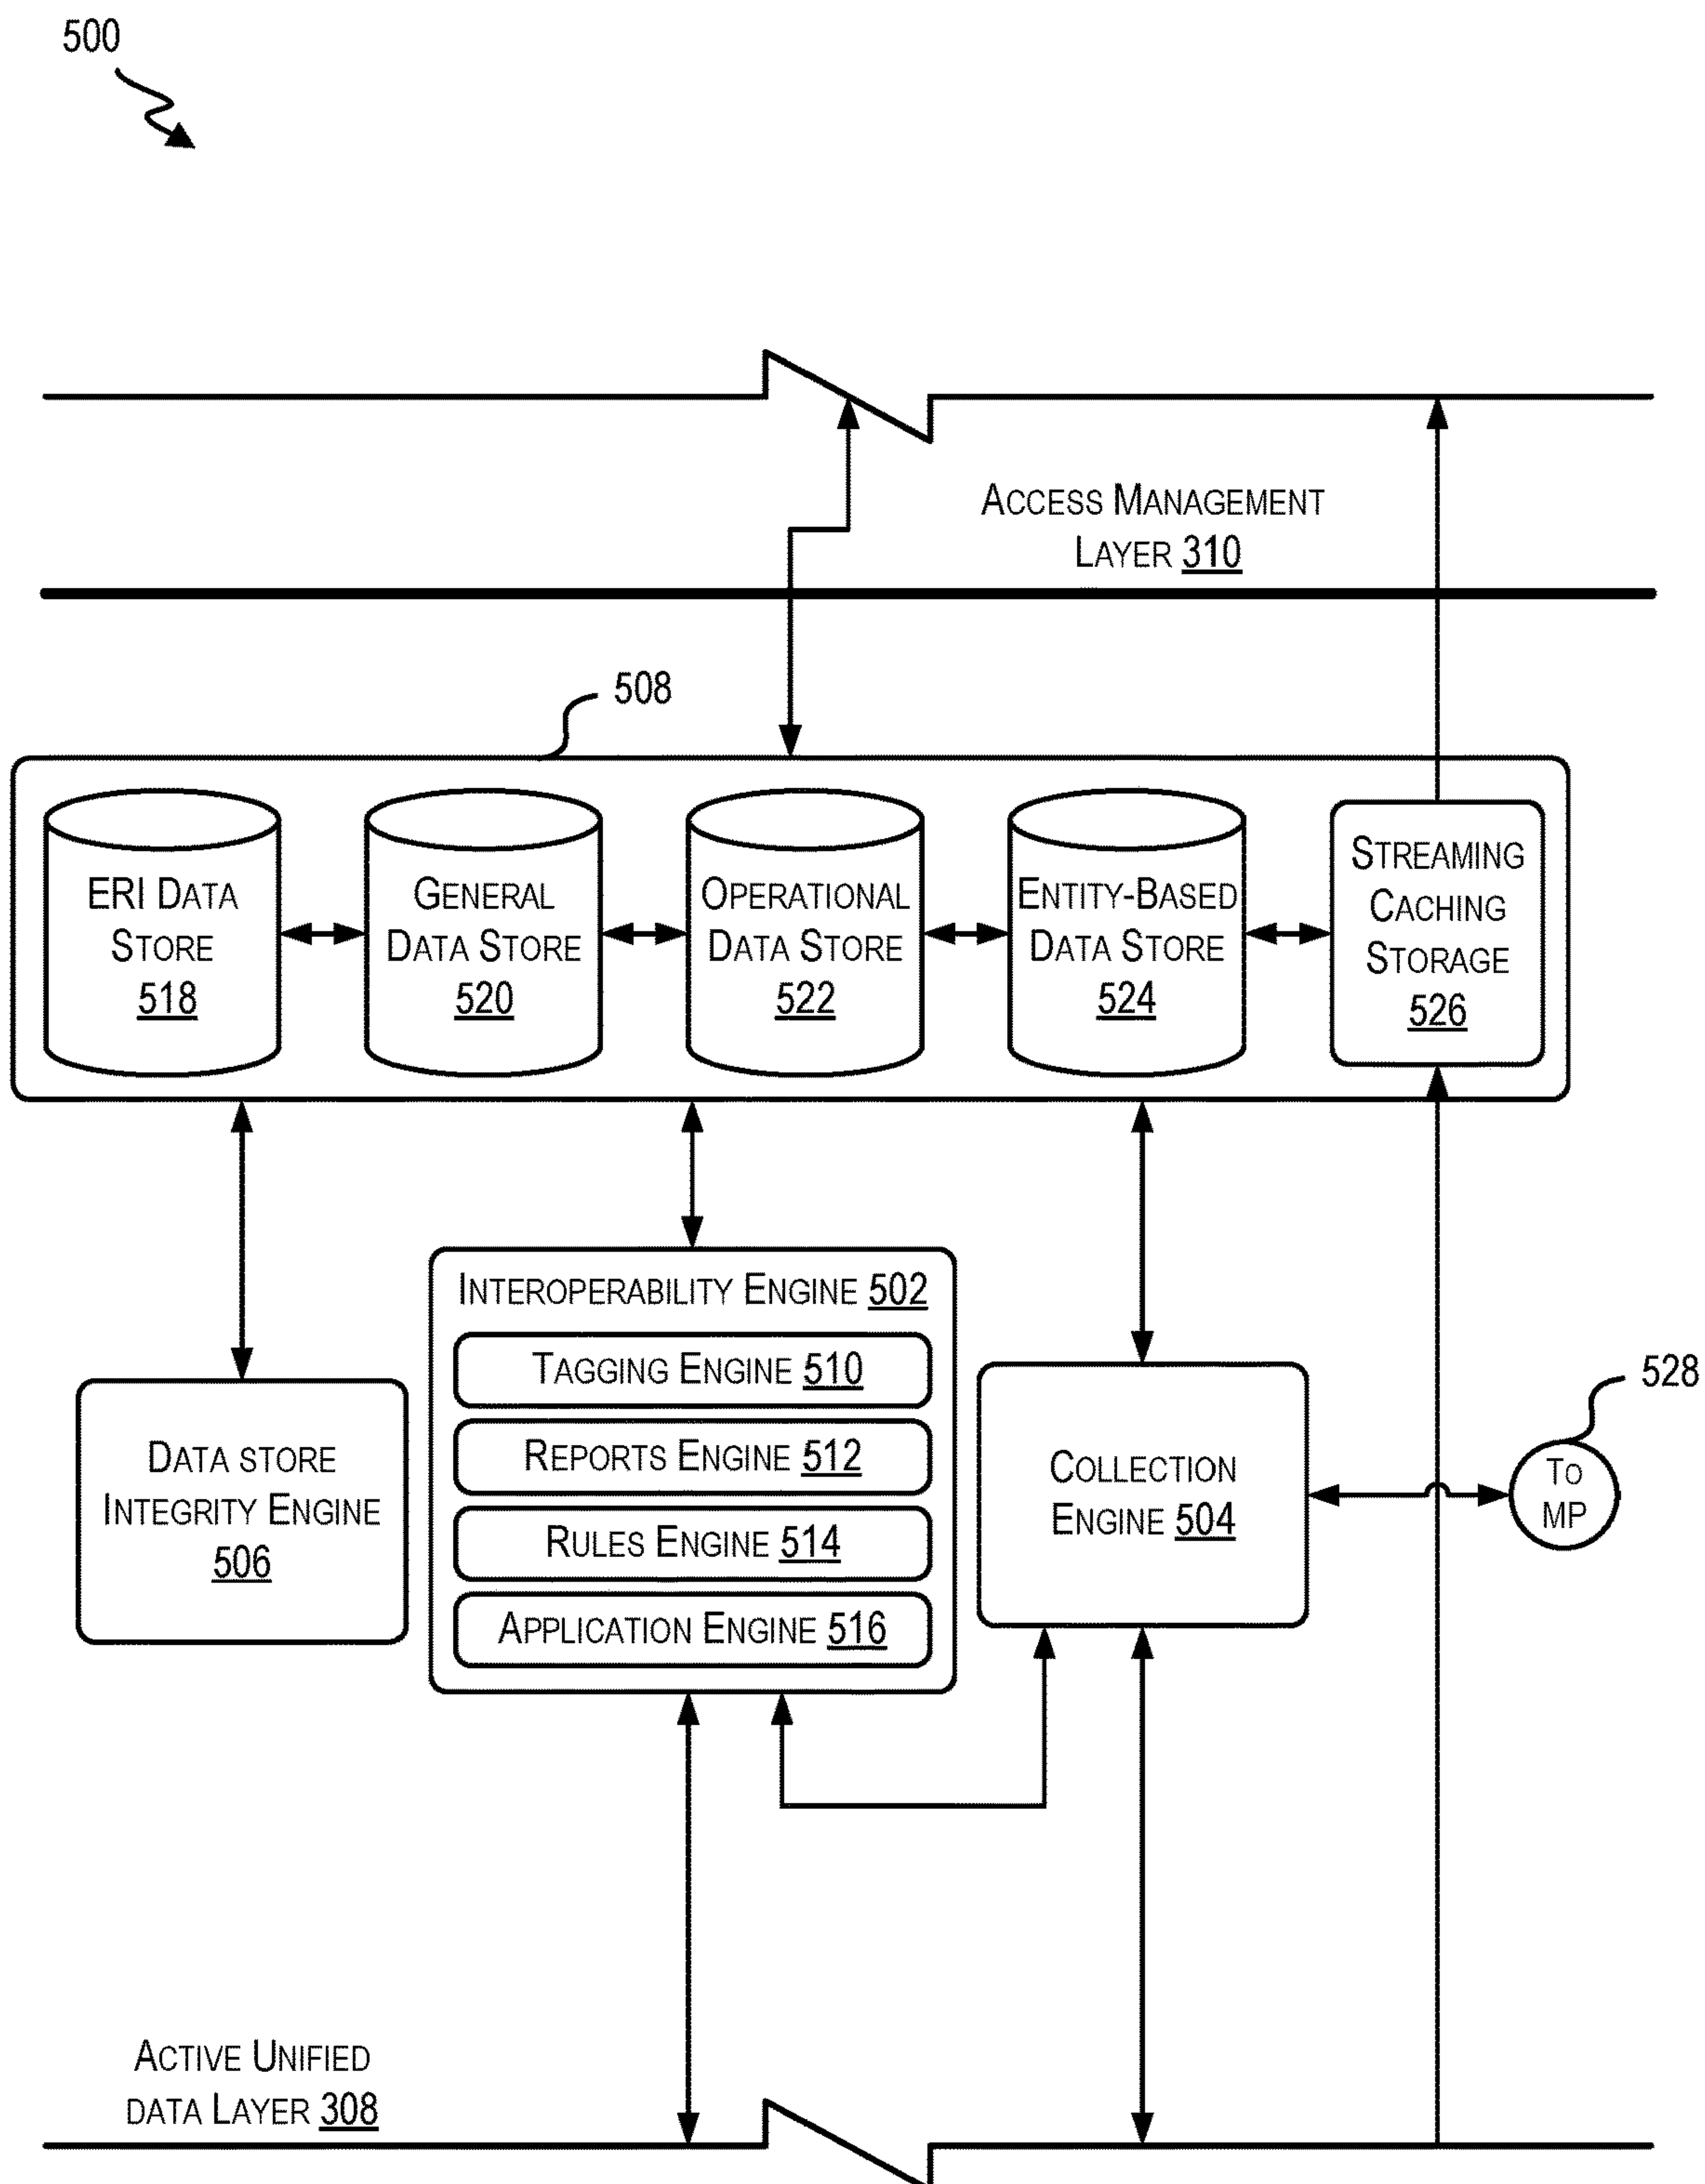 500
ACCESS MANAGEMENT
LAYER 310
508
ERI DATA
STORE
518
GENERAL
DATA STORE
520
OPERATIONAL
DATA STORE
522
ENTITY-BASED
DATA STORE
524
STREAMING
CACHING
STORAGE
526
INTEROPERABILITY ENGINE 502
TAGGING ENGINE 510
REPORTS ENGINE 512
RULES ENGINE 514
APPLICATION ENGINE 516
DATA STORE
INTEGRITY ENGINE
506
COLLECTION
ENGINE 504
528
TO
MP
ACTIVE UNIFIED
DATA LAYER 308